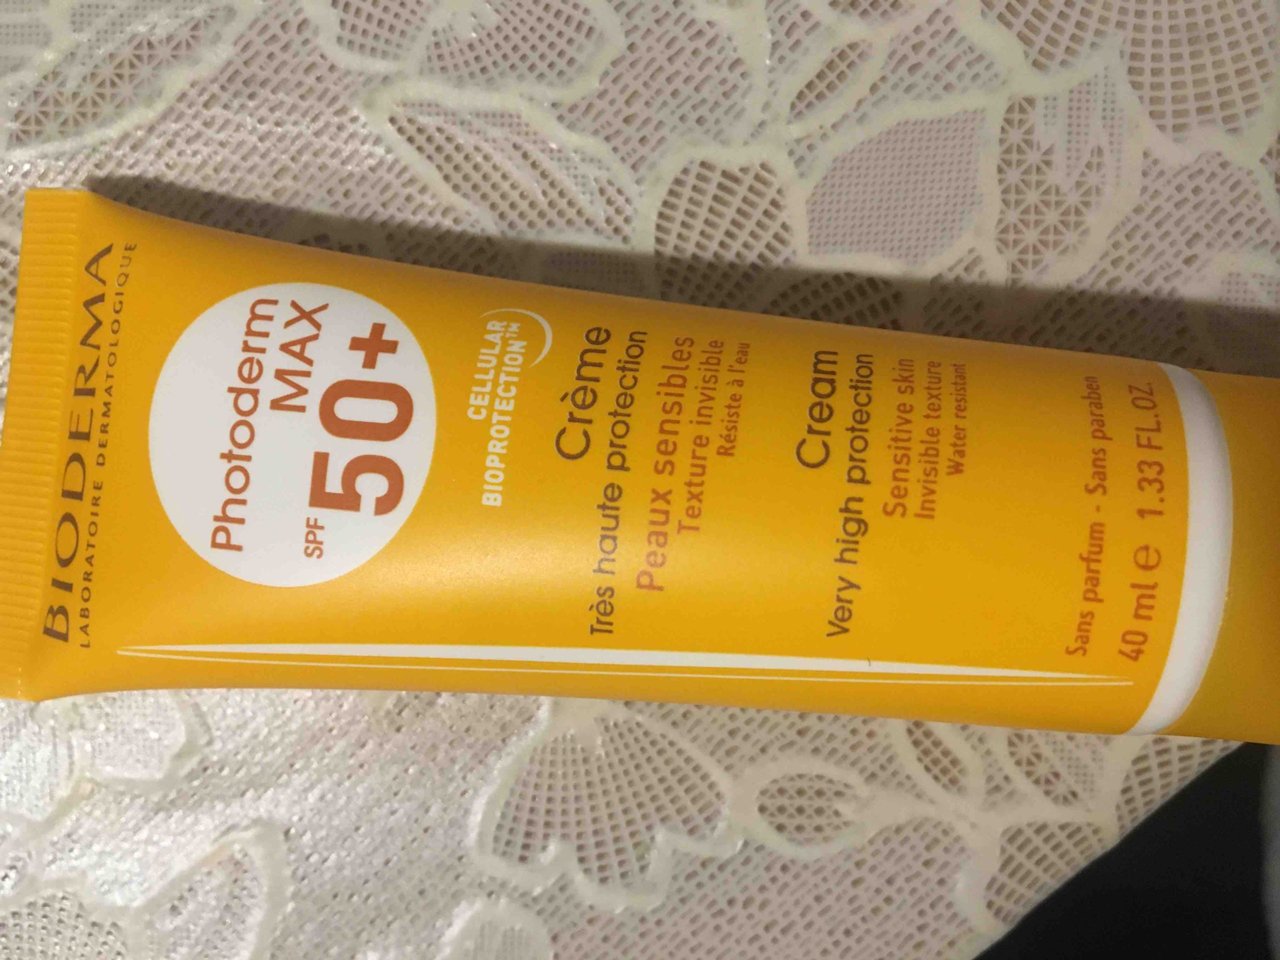 BIODERMA
LABORATOIRE DERMATOLOGIQUE
Photoderm
MAX
SPF 50+
CELLULAR
BIOPROTECTION™
Crème
Très haute protection
Peaux sensibles
Texture invisible
Résiste à l'eau
Cream
Very high protection
Sensitive skin
Invisible texture
Water resistant
Sans parfum - Sans paraben
40 ml e 1.33 FL.OZ.